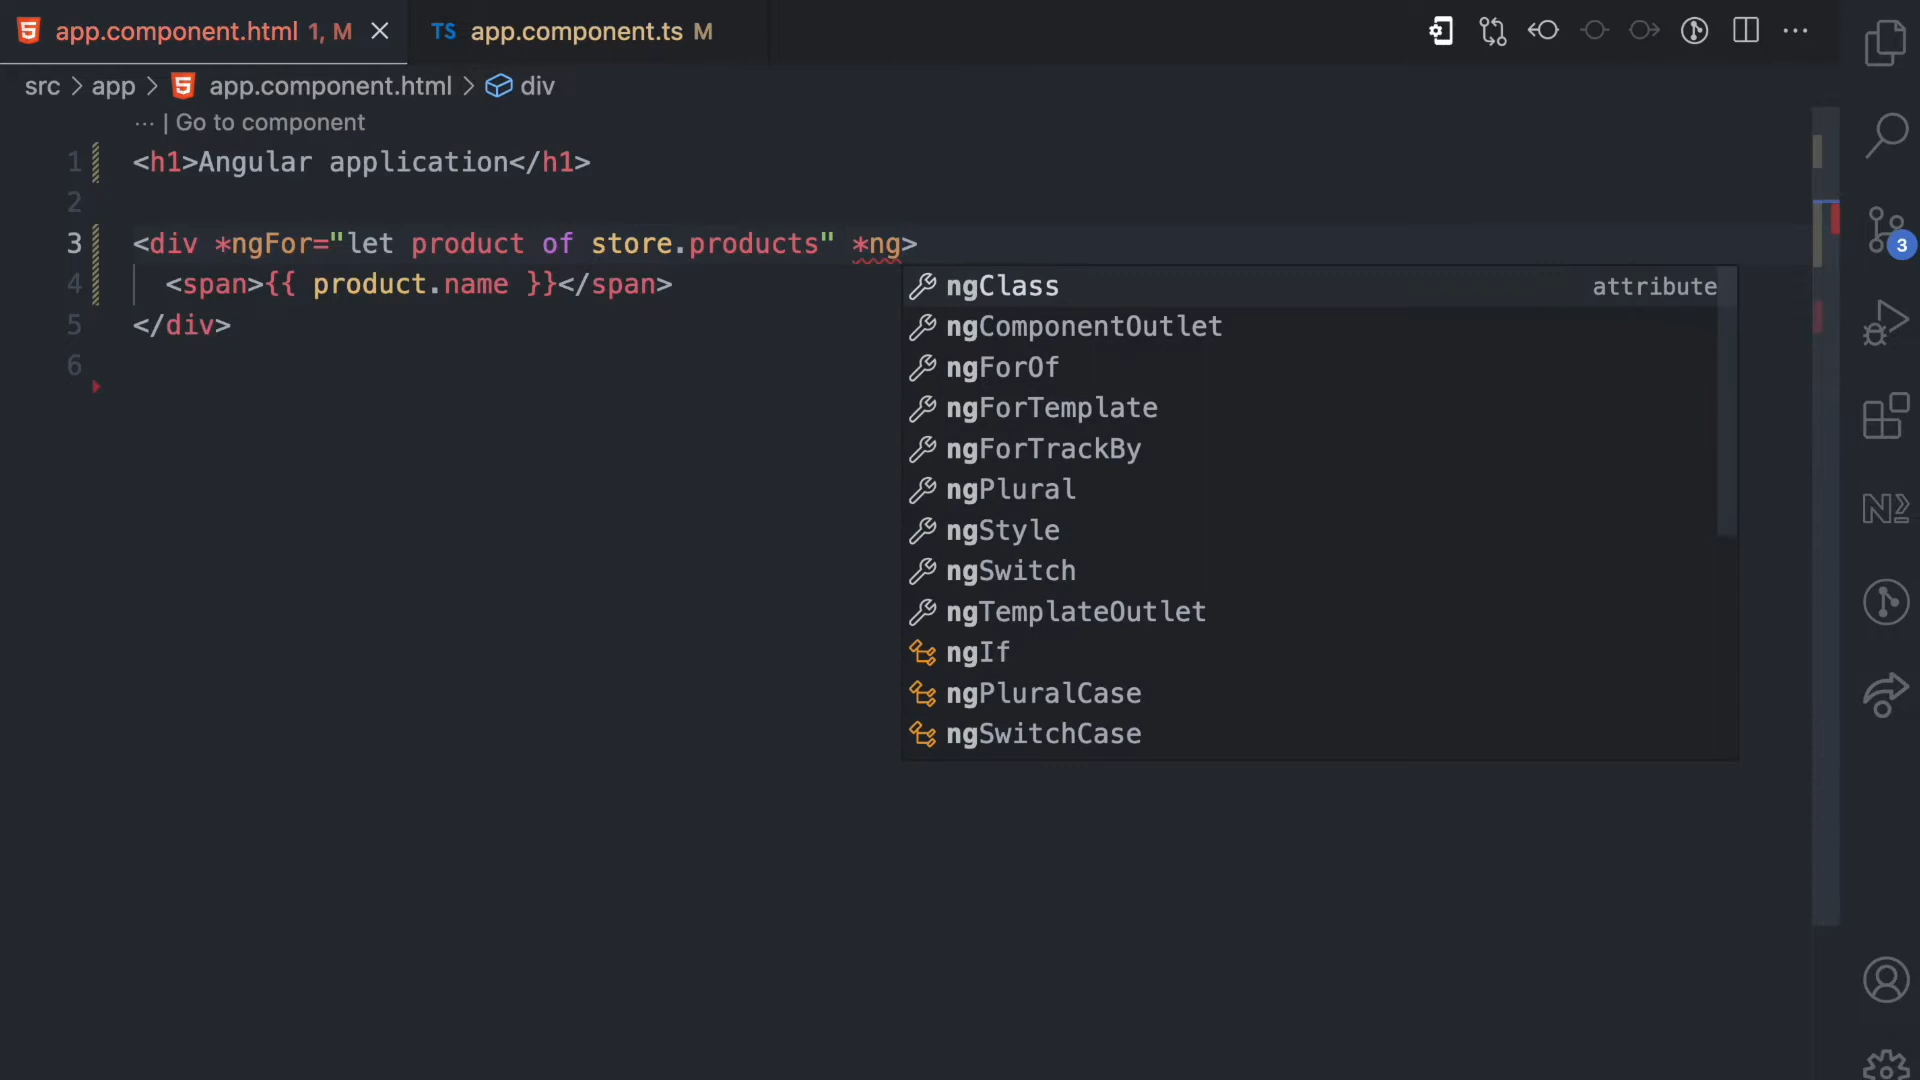 app.component.html 1, M
TS app.component.ts M
src > app > app.component.html > div
··· | Go to component
1 <h1>Angular application</h1>
2
3 <div *ngFor="let product of store.products" *ng>
4 <span>{{ product.name }}</span>
5 </div>
6
ngClass attribute
ngComponentOutlet
ngForOf
ngForTemplate
ngForTrackBy
ngPlural
ngStyle
ngSwitch
ngTemplateOutlet
ngIf
ngPluralCase
ngSwitchCase
3